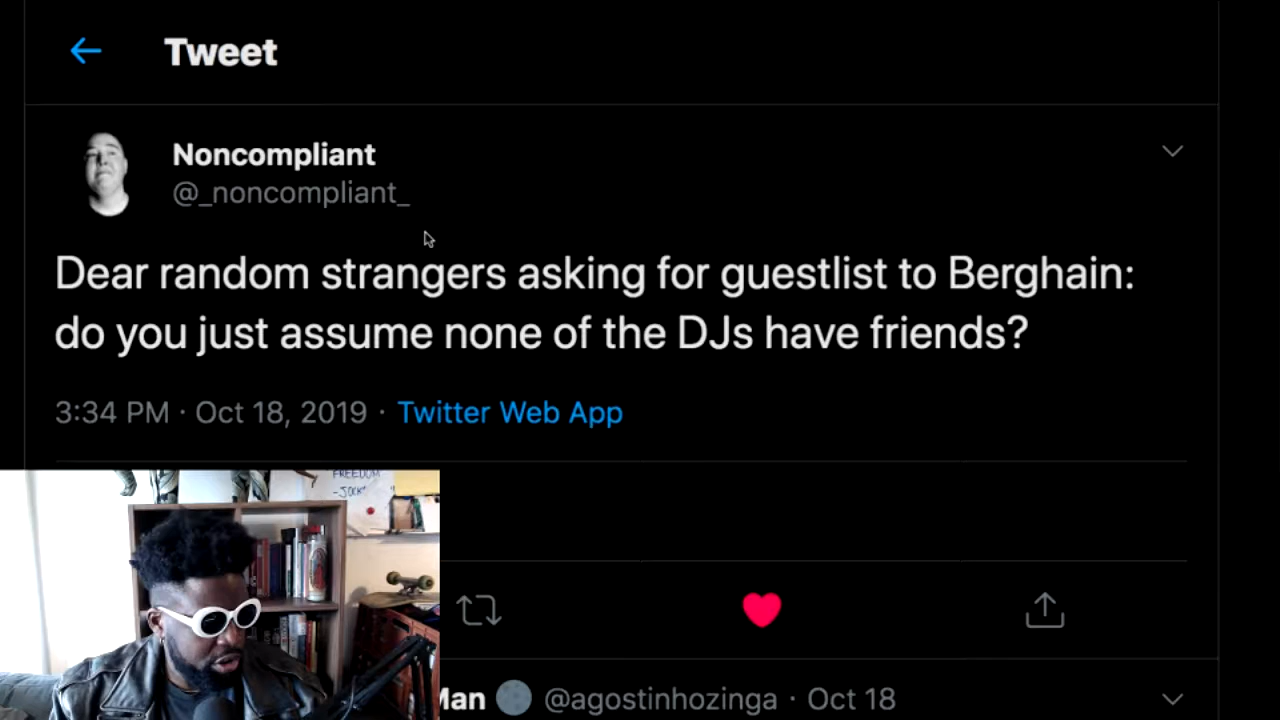 Tweet
Noncompliant
@_noncompliant_
Dear random strangers asking for guestlist to Berghain:
do you just assume none of the DJs have friends?
3:34 PM · Oct 18, 2019 · Twitter Web App
FREEDOM
Man @agostinhozinga · Oct 18